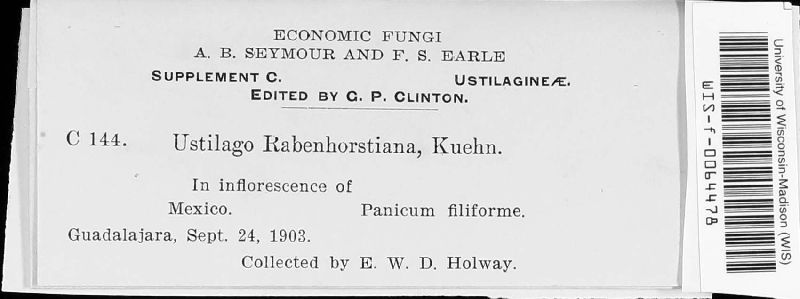 ECONOMIC FUNGI
A. B. SEYMOUR AND F. S. EARLE
SUPPLEMENT C. USTILAGINEÆ.
EDITED BY G. P. CLINTON.
C 144. Ustilago Rabenhorstiana, Kuehn.
In inflorescence of
Mexico. Panicum filiforme.
Guadalajara, Sept. 24, 1903.
Collected by E. W. D. Holway.
University of Wisconsin-Madison (WIS)
WIS-f-0064478